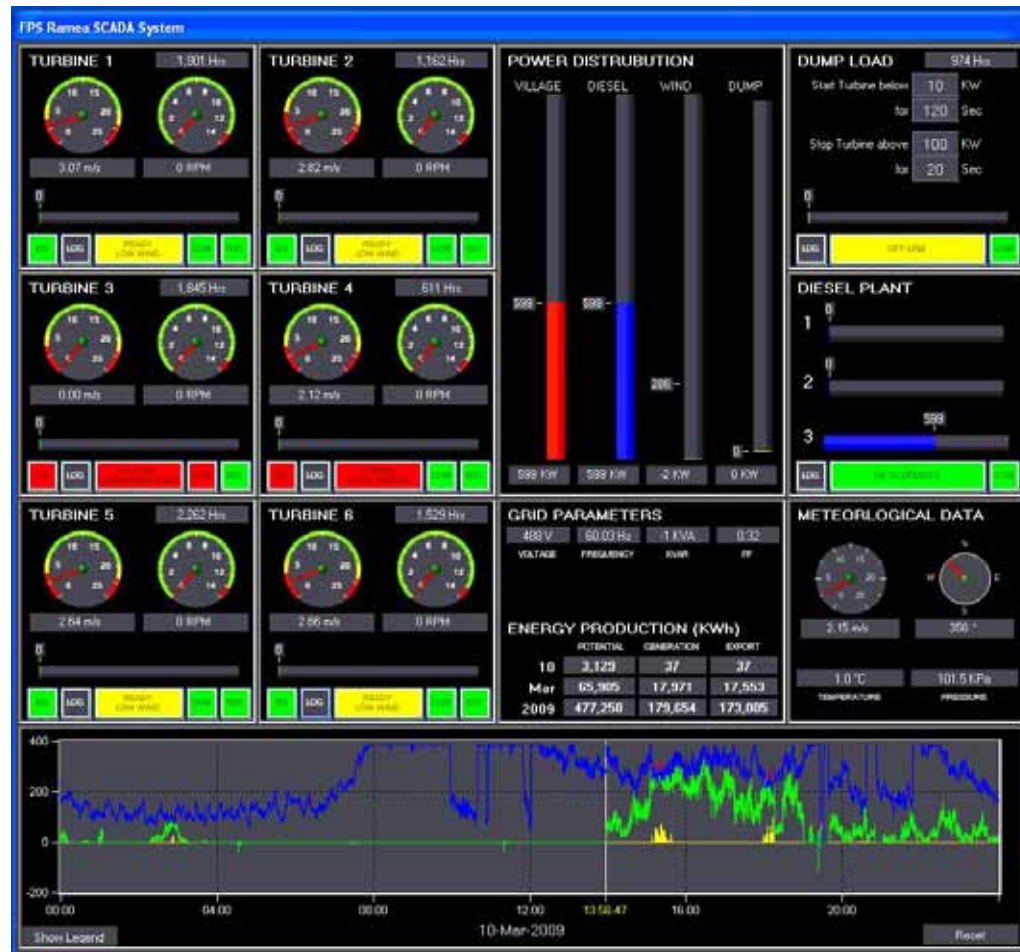 FPS Ramea SCADA System
TURBINE 1
1,901 Hrs
3.07 m/s
0 RPM
0
LOG
READY
LOW WIND
TURBINE 2
1,162 Hrs
2.82 m/s
0 RPM
0
LOG
READY
LOW WIND
POWER DISTRUBUTION
VILLAGE DIESEL WIND DUMP
599
599
286
0
599 KW 599 KW -2 KW 0 KW
DUMP LOAD
974 Hrs
Start Turbine below 10 KW
for 120 Sec
Stop Turbine above 100 KW
for 20 Sec
0
LOG
OFF-LINE
TURBINE 3
1,845 Hrs
0.00 m/s
0 RPM
0
LOG
TURBINE 4
611 Hrs
2.12 m/s
0 RPM
0
LOG
DIESEL PLANT
1
0
2
0
3
599
LOG
TURBINE 5
2,262 Hrs
2.64 m/s
0 RPM
0
LOG
READY
LOW WIND
TURBINE 6
1,529 Hrs
2.66 m/s
0 RPM
0
LOG
READY
LOW WIND
GRID PARAMETERS
488 V 60.03 Hz -1 KVA 0.32
VOLTAGE FREQUENCY KVAR PF
ENERGY PRODUCTION (KWh)
POTENTIAL GENERATION EXPORT
10 3,129 37 37
Mar 65,905 17,971 17,553
2009 477,250 179,654 173,005
METEORLOGICAL DATA
N
W E
S
2.15 m/s 356 °
1.0 °C 101.5 KPa
TEMPERATURE PRESSURE
400
200
0
-200
00:00 04:00 08:00 12:00 13:56:47 16:00 20:00
10-Mar-2009
Show Legend
Reset